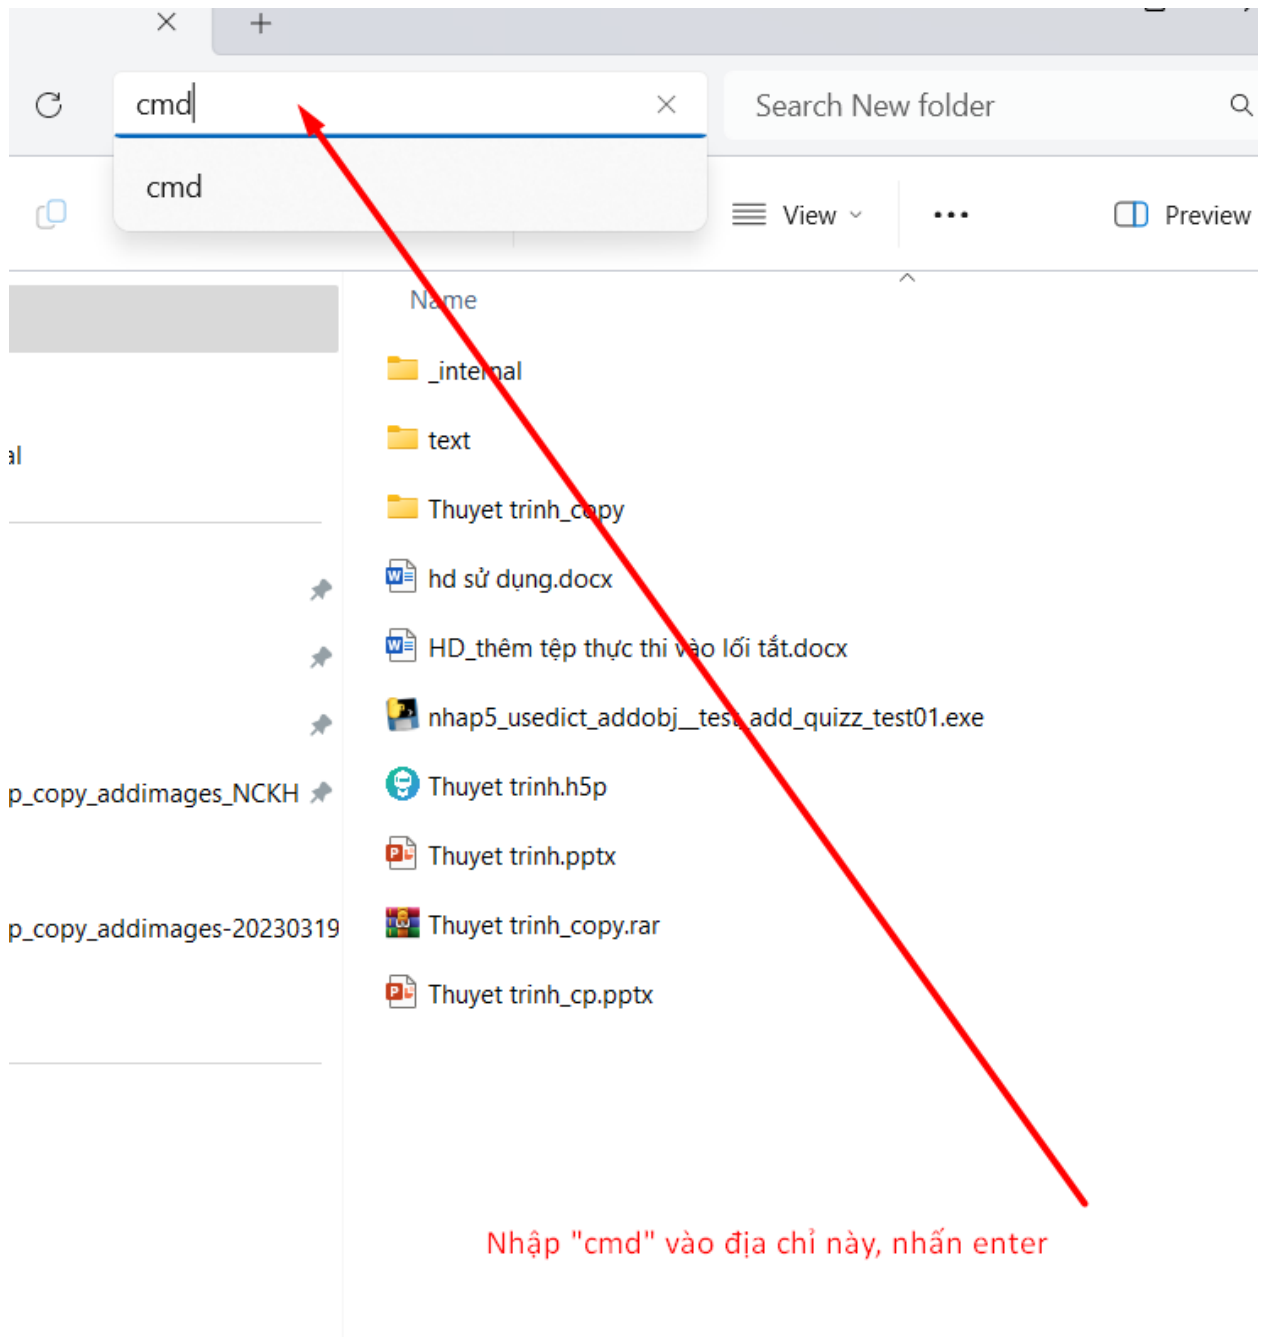 cmd
Search New folder
cmd
View
Preview
Name
_internal
text
al
Thuyet trinh_copy
hd sử dụng.docx
HD_thêm tệp thực thi vào lối tắt.docx
nhap5_usedict_addobj__test_add_quizz_test01.exe
Thuyet trinh.h5p
p_copy_addimages_NCKH
Thuyet trinh.pptx
Thuyet trinh_copy.rar
p_copy_addimages-20230319
Thuyet trinh_cp.pptx
Nhập "cmd" vào địa chỉ này, nhấn enter